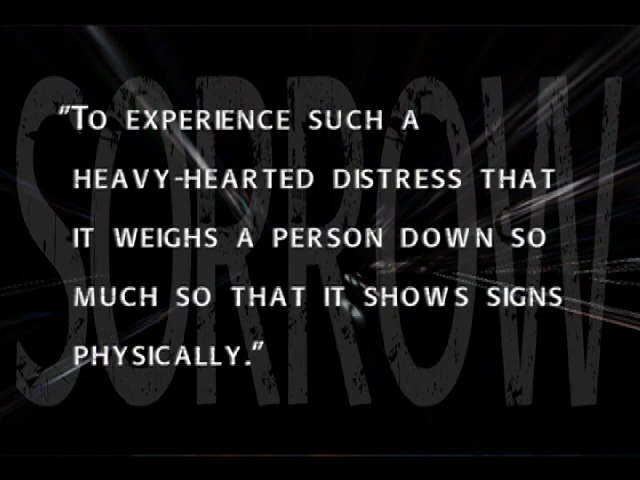 SORROW
"To experience such a
heavy-hearted distress that
it weighs a person down so
much so that it shows signs
physically."